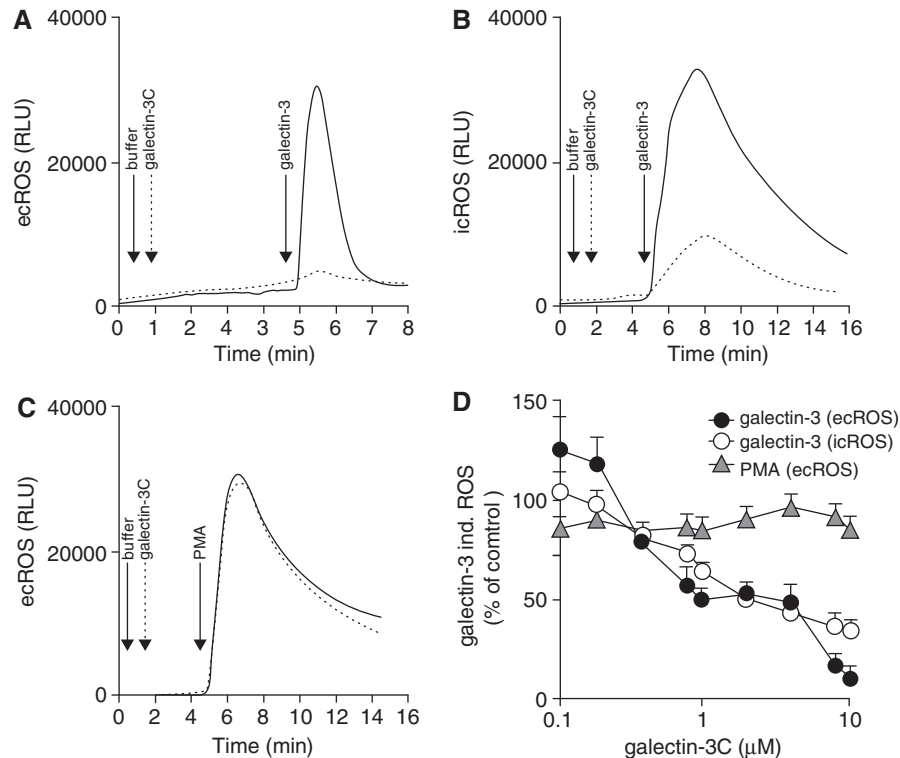 A
40000
20000
0
ecROS (RLU)
buffer
galectin-3C
galectin-3
0 1 2 3 4 3 5 6 7 8
Time (min)
B
40000
20000
0
icROS (RLU)
buffer
galectin-3C
galectin-3
0 2 4 6 8 10 12 14 16
Time (min)
C
40000
20000
0
ecROS (RLU)
buffer
galectin-3C
PMA
0 2 4 6 8 10 12 14 16
Time (min)
D
150
100
50
0
galectin-3 ind. ROS
(% of control)
galectin-3 (ecROS)
galectin-3 (icROS)
PMA (ecROS)
0.1 1 10
galectin-3C (µM)